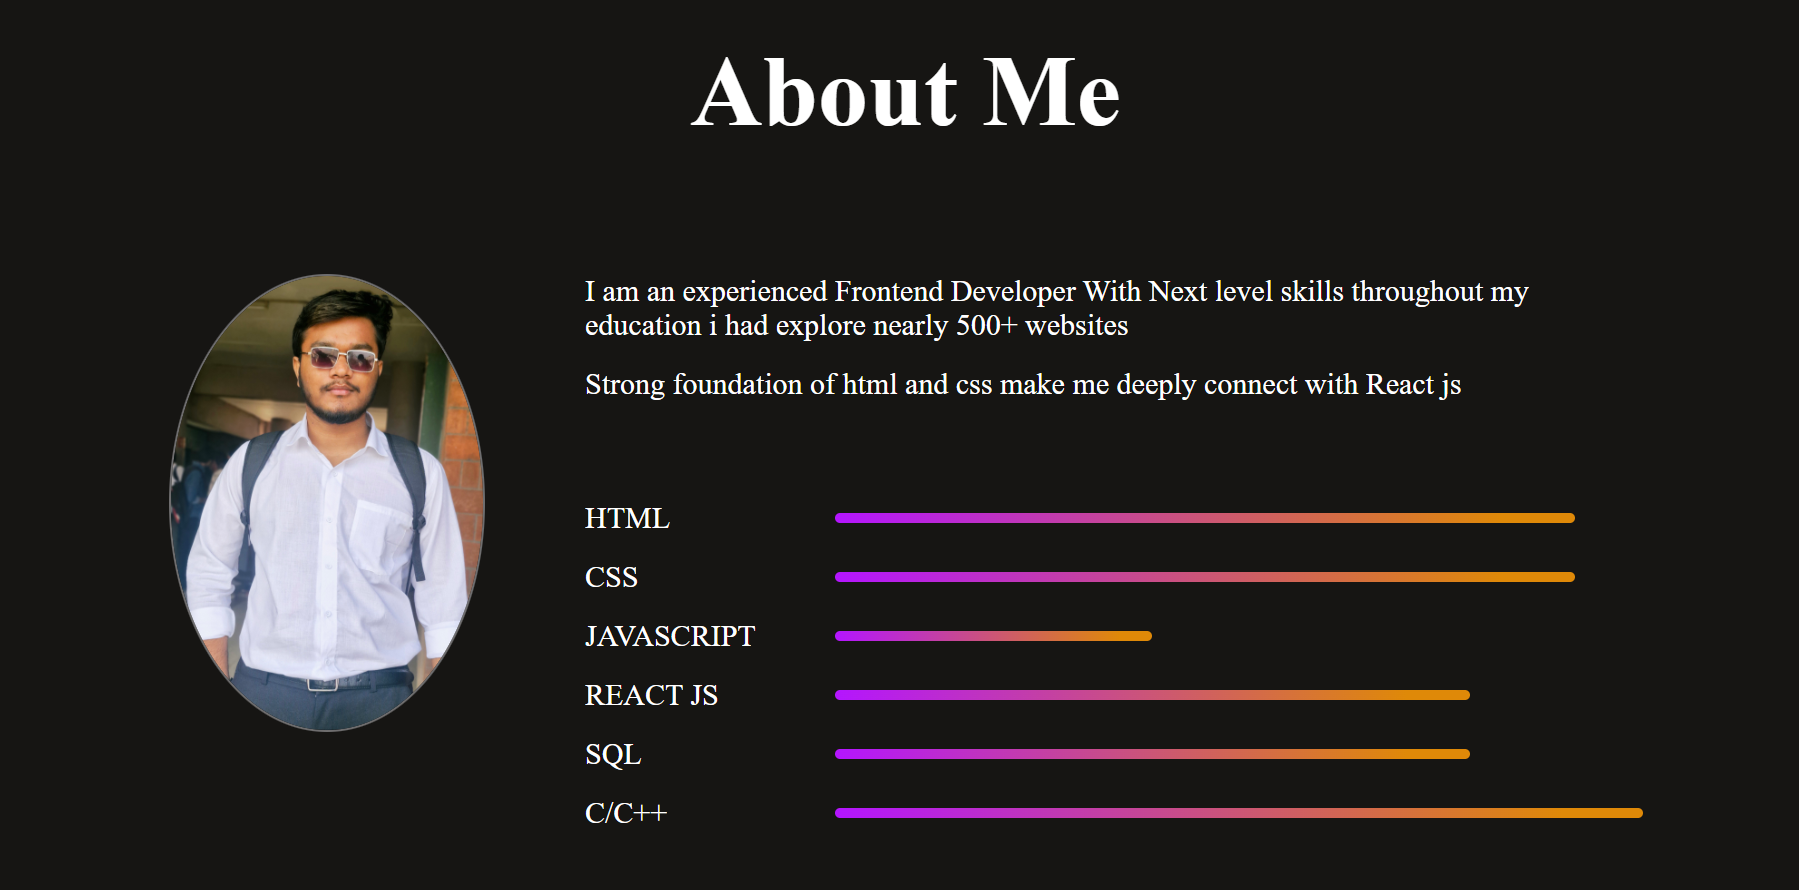 About Me
I am an experienced Frontend Developer With Next level skills throughout my
education i had explore nearly 500+ websites
Strong foundation of html and css make me deeply connect with React js
HTML
CSS
JAVASCRIPT
REACT JS
SQL
C/C++